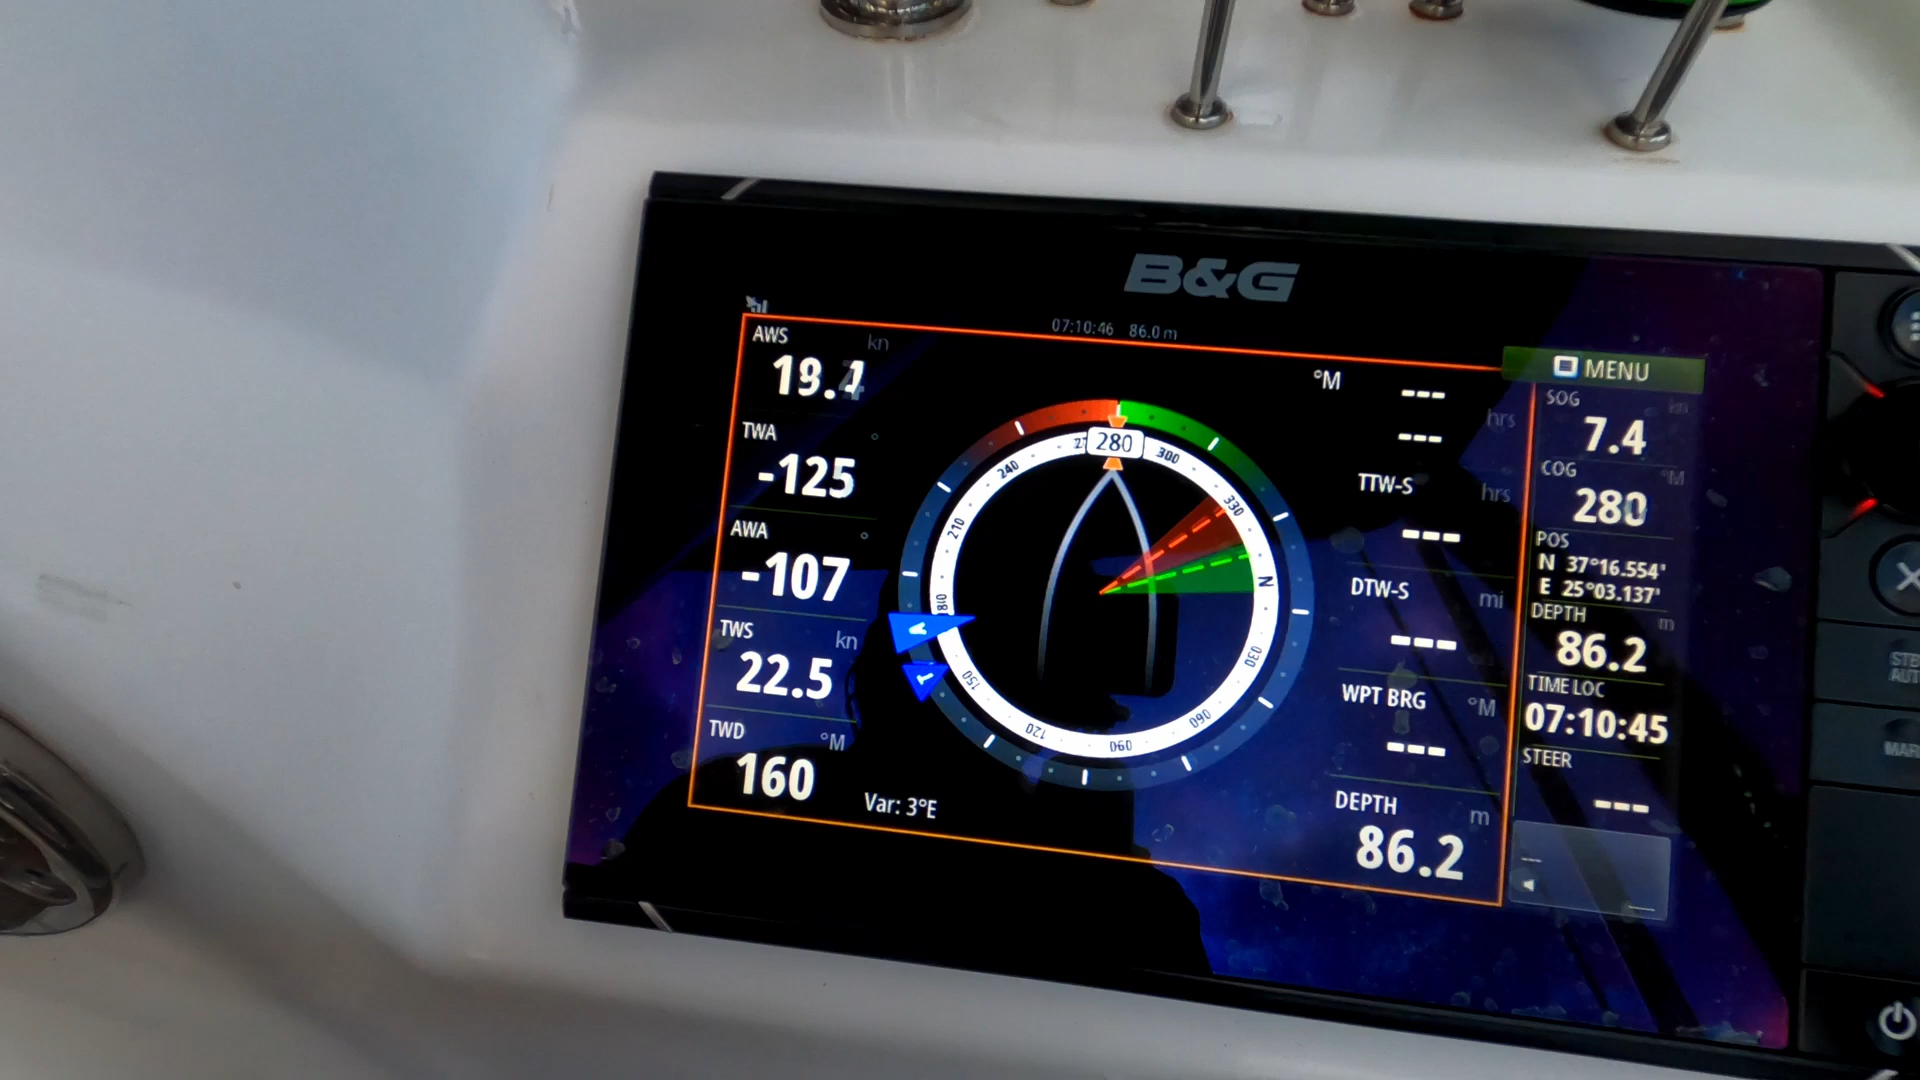 B&G
07:10:46 86.0 m
MENU
AWS kn
TWA °
-125
AWA °
-107
TWS kn
22.5
TWD °M
160
Var: 3°E
280
300
330
N
030
060
090
120
150
180
210
240
A
T
°M
---
hrs
---
TTW-S hrs
---
DTW-S mi
---
WPT BRG °M
---
DEPTH m
86.2
SOG kn
7.4
COG °M
280
POS
N 37°16.554'
E 25°03.137'
DEPTH m
86.2
TIME LOC
07:10:45
STEER
---